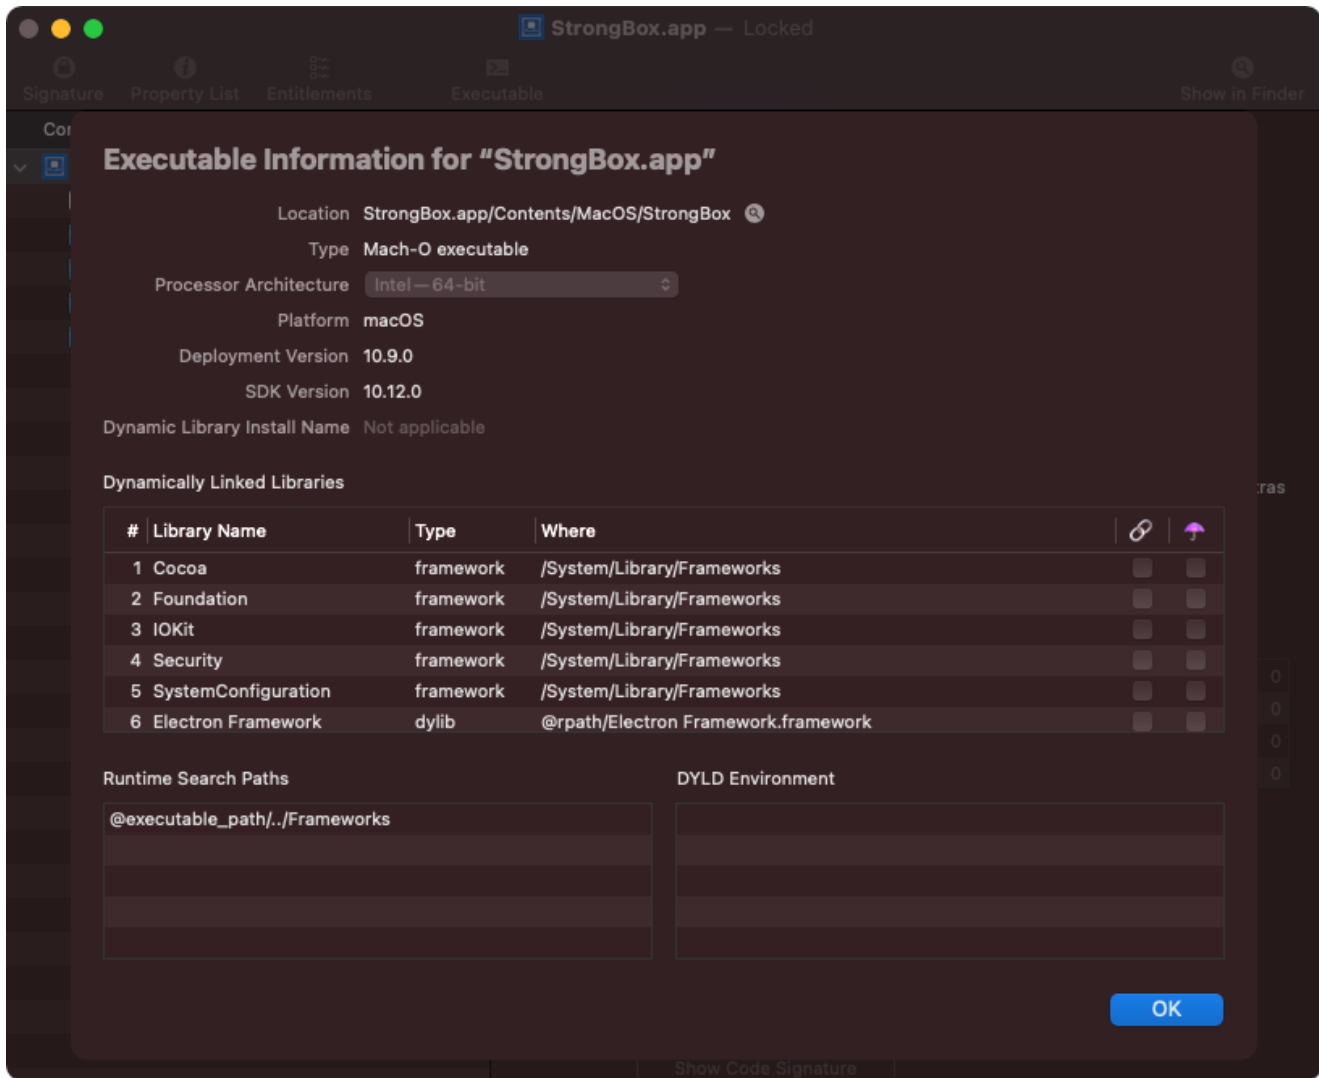 StrongBox.app — Locked
Signature Property List Entitlements Executable Show in Finder
Executable Information for “StrongBox.app”
Location StrongBox.app/Contents/MacOS/StrongBox
Type Mach-O executable
Processor Architecture Intel — 64-bit
Platform macOS
Deployment Version 10.9.0
SDK Version 10.12.0
Dynamic Library Install Name Not applicable
Dynamically Linked Libraries
# Library Name Type Where
1 Cocoa framework /System/Library/Frameworks
2 Foundation framework /System/Library/Frameworks
3 IOKit framework /System/Library/Frameworks
4 Security framework /System/Library/Frameworks
5 SystemConfiguration framework /System/Library/Frameworks
6 Electron Framework dylib @rpath/Electron Framework.framework
0
0
0
0
Runtime Search Paths DYLD Environment
@executable_path/../Frameworks
OK
Show Code Signature